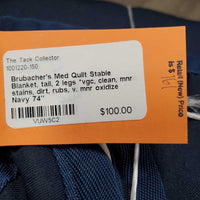 The Tack Collector
1001220-150
Brubacher's Med Quilt Stable
Blanket, tail, 2 legs *vgc, clean, mnr
stains, dirt, rubs, v. mnr oxidize
Navy 74"
$100.00
VUW5C2
Retail (New) Price
is $